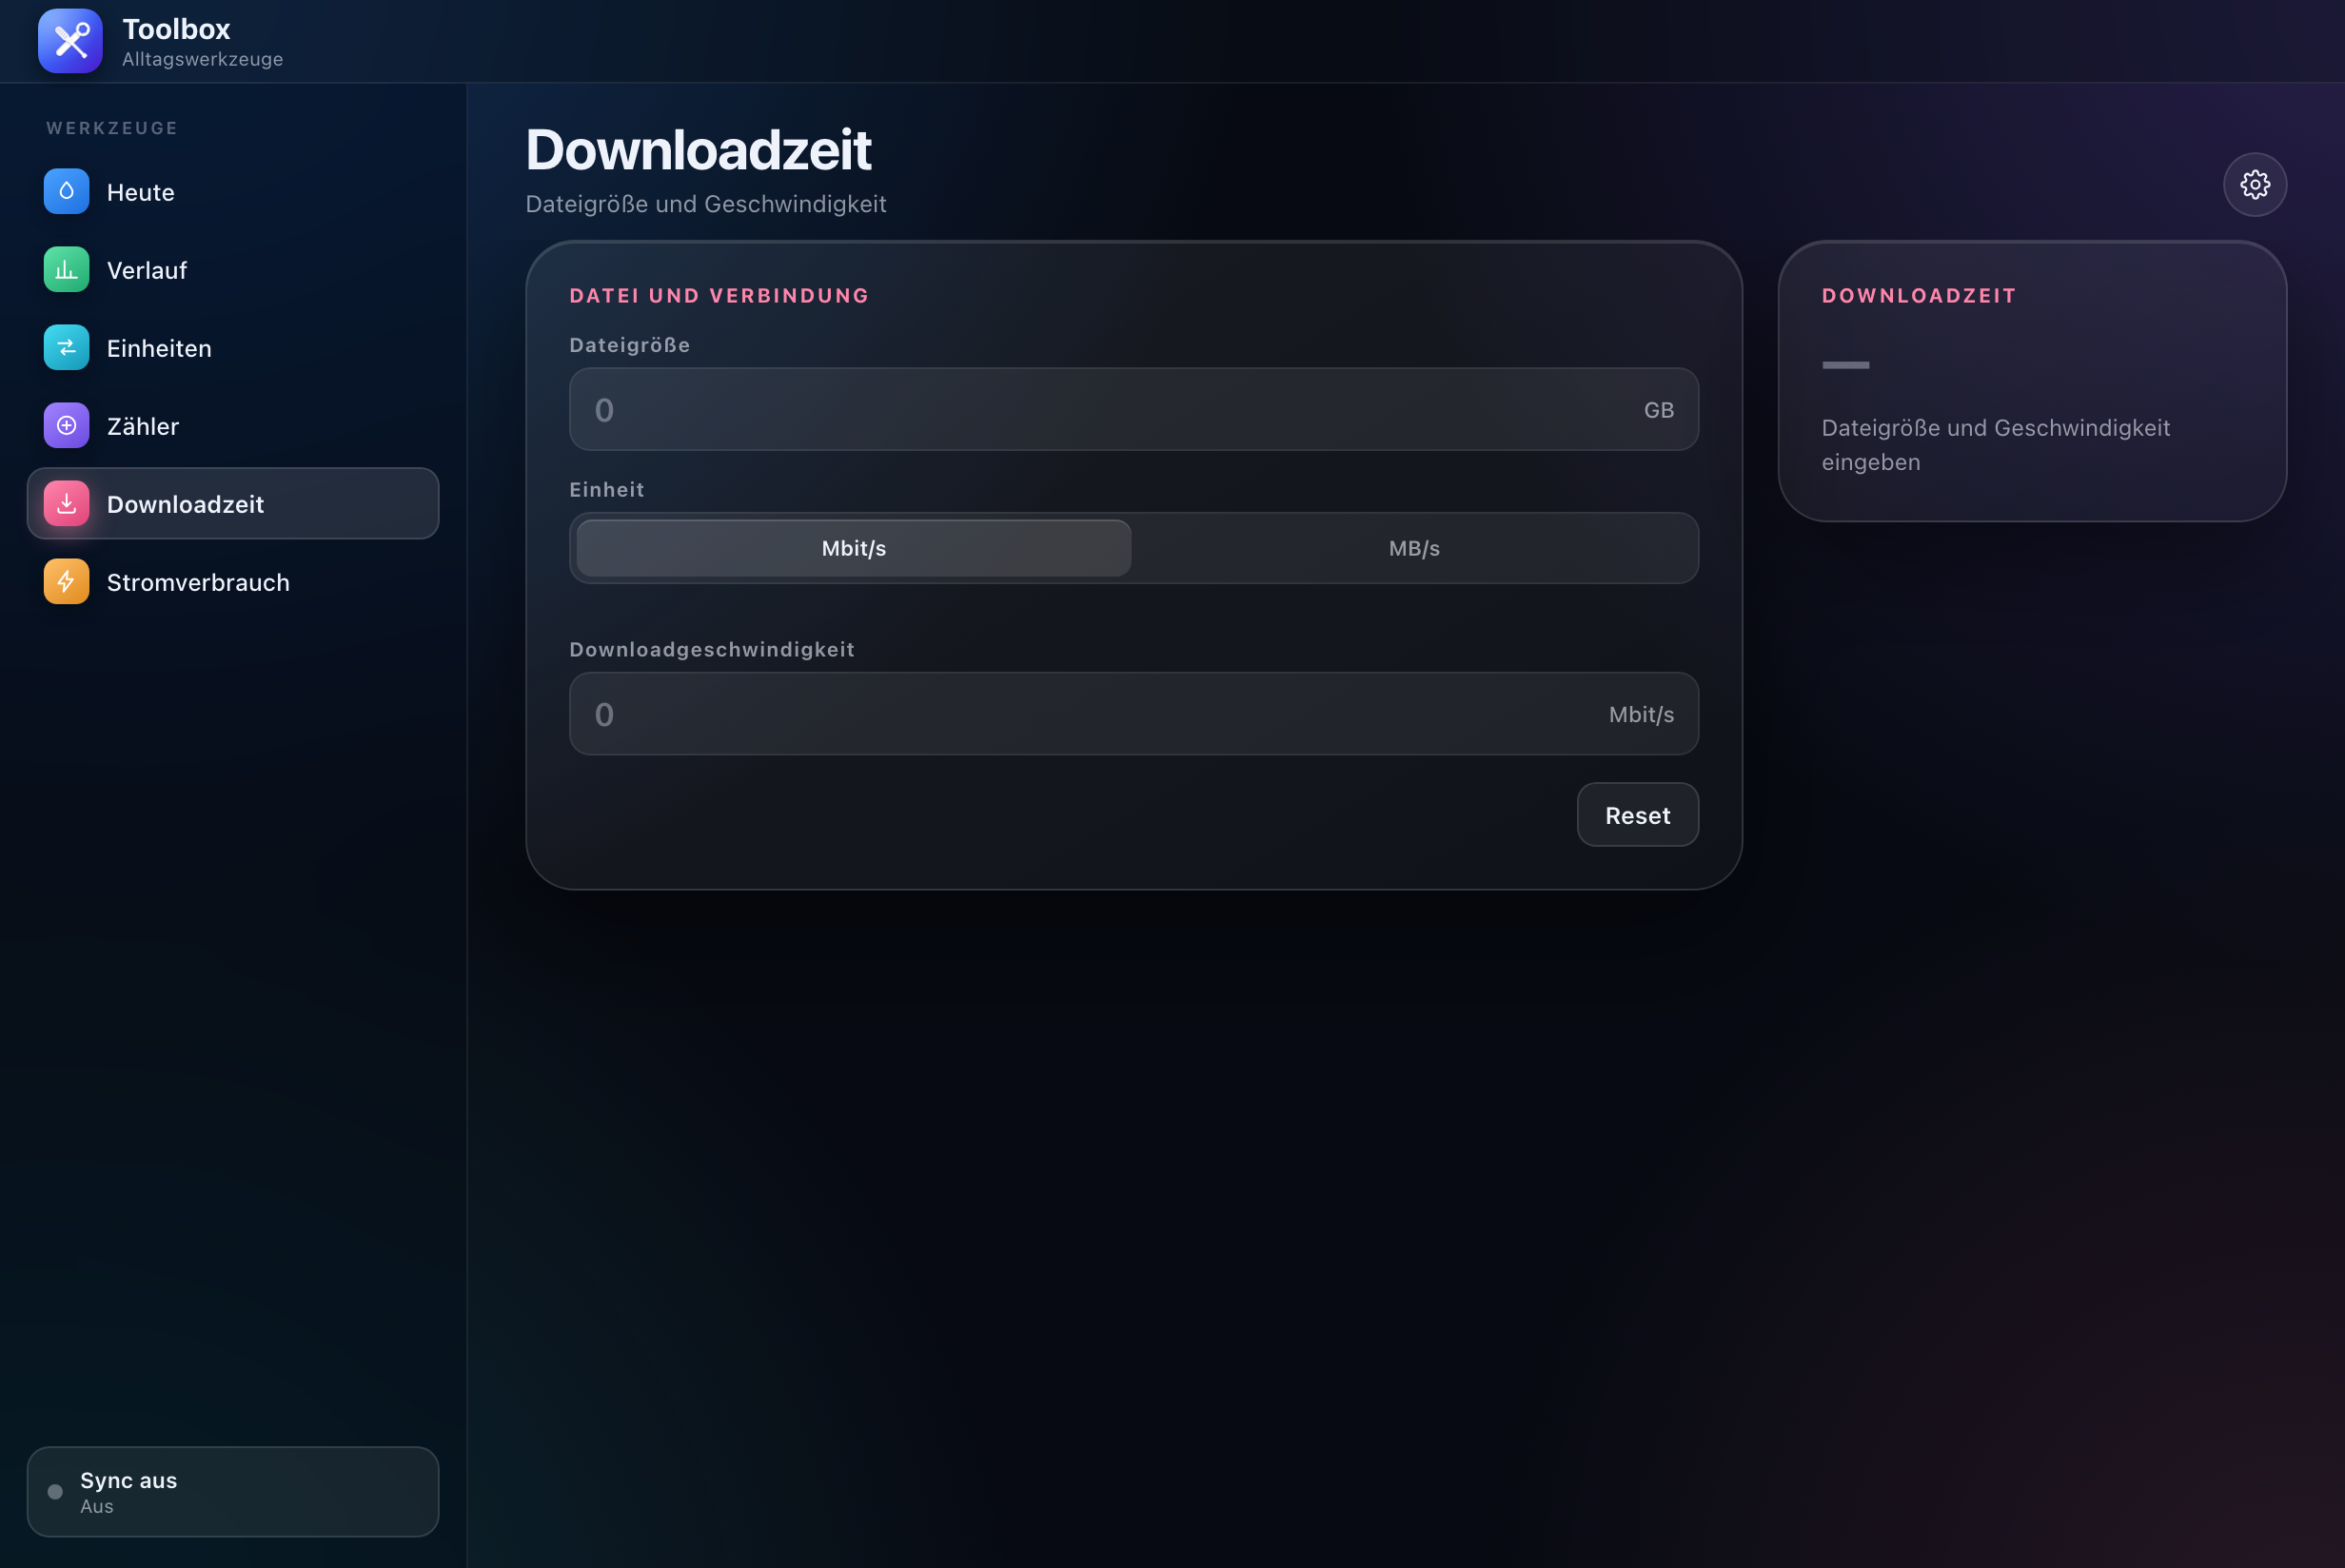 Toolbox
Alltagswerkzeuge
WERKZEUGE
Heute
Verlauf
Einheiten
Zähler
Downloadzeit
Stromverbrauch
Sync aus
Aus
Downloadzeit
Dateigröße und Geschwindigkeit
DATEI UND VERBINDUNG
Dateigröße
0 GB
Einheit
Mbit/s MB/s
Downloadgeschwindigkeit
0 Mbit/s
Reset
DOWNLOADZEIT
—
Dateigröße und Geschwindigkeit
eingeben